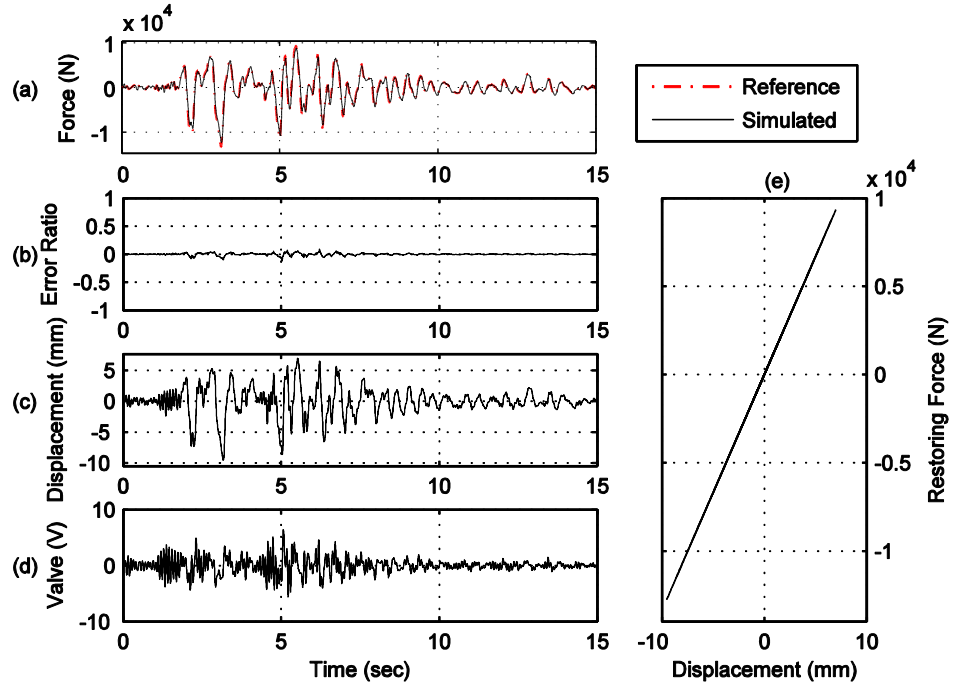 x 10^4
1
0
-1
(a)
Force (N)
0
5
10
15
Reference
Simulated
1
0.5
0
-0.5
-1
(b)
Error Ratio
0
5
10
15
5
0
-5
-10
(c)
Displacement (mm)
0
5
10
15
10
0
-10
(d)
Valve (V)
0
5
10
15
Time (sec)
(e)
x 10^4
1
0.5
0
-0.5
-1
Restoring Force (N)
-10
0
10
Displacement (mm)